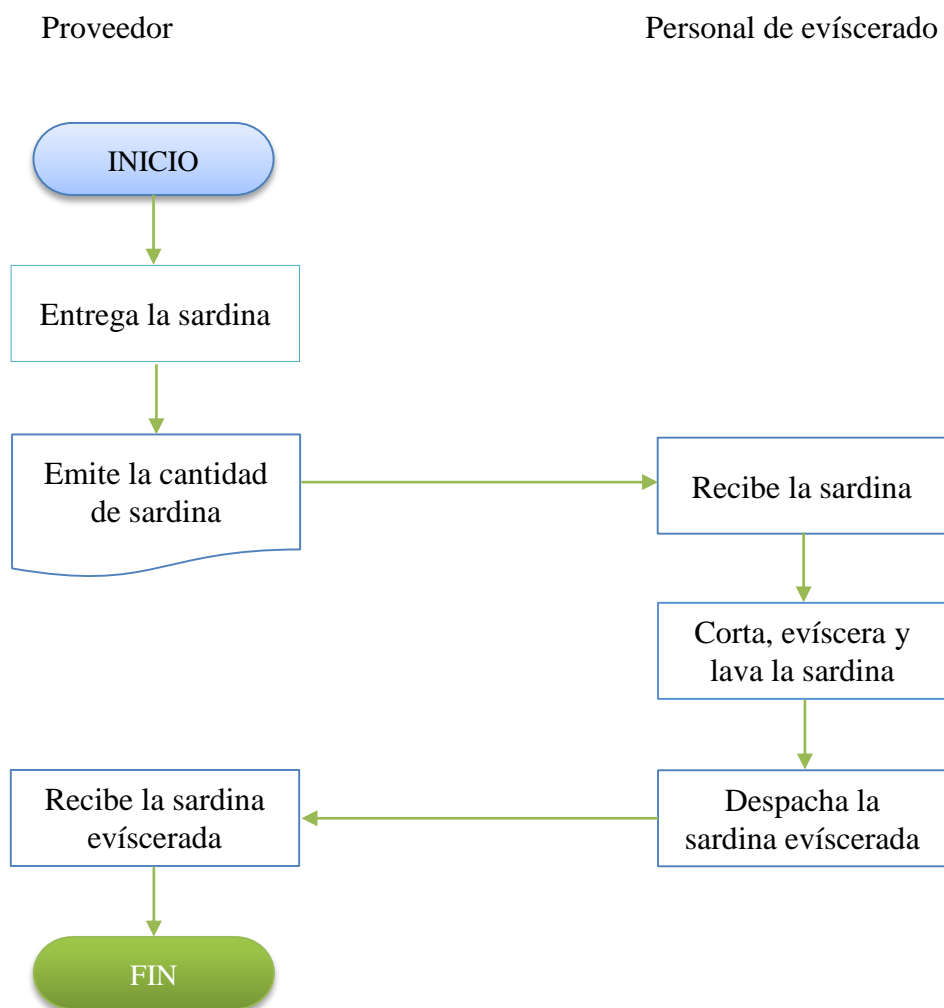 Proveedor
Personal de evíscerado
INICIO
Entrega la sardina
Emite la cantidad
de sardina
Recibe la sardina
Corta, evíscera y
lava la sardina
Despacha la
sardina evíscerada
Recibe la sardina
evíscerada
FIN